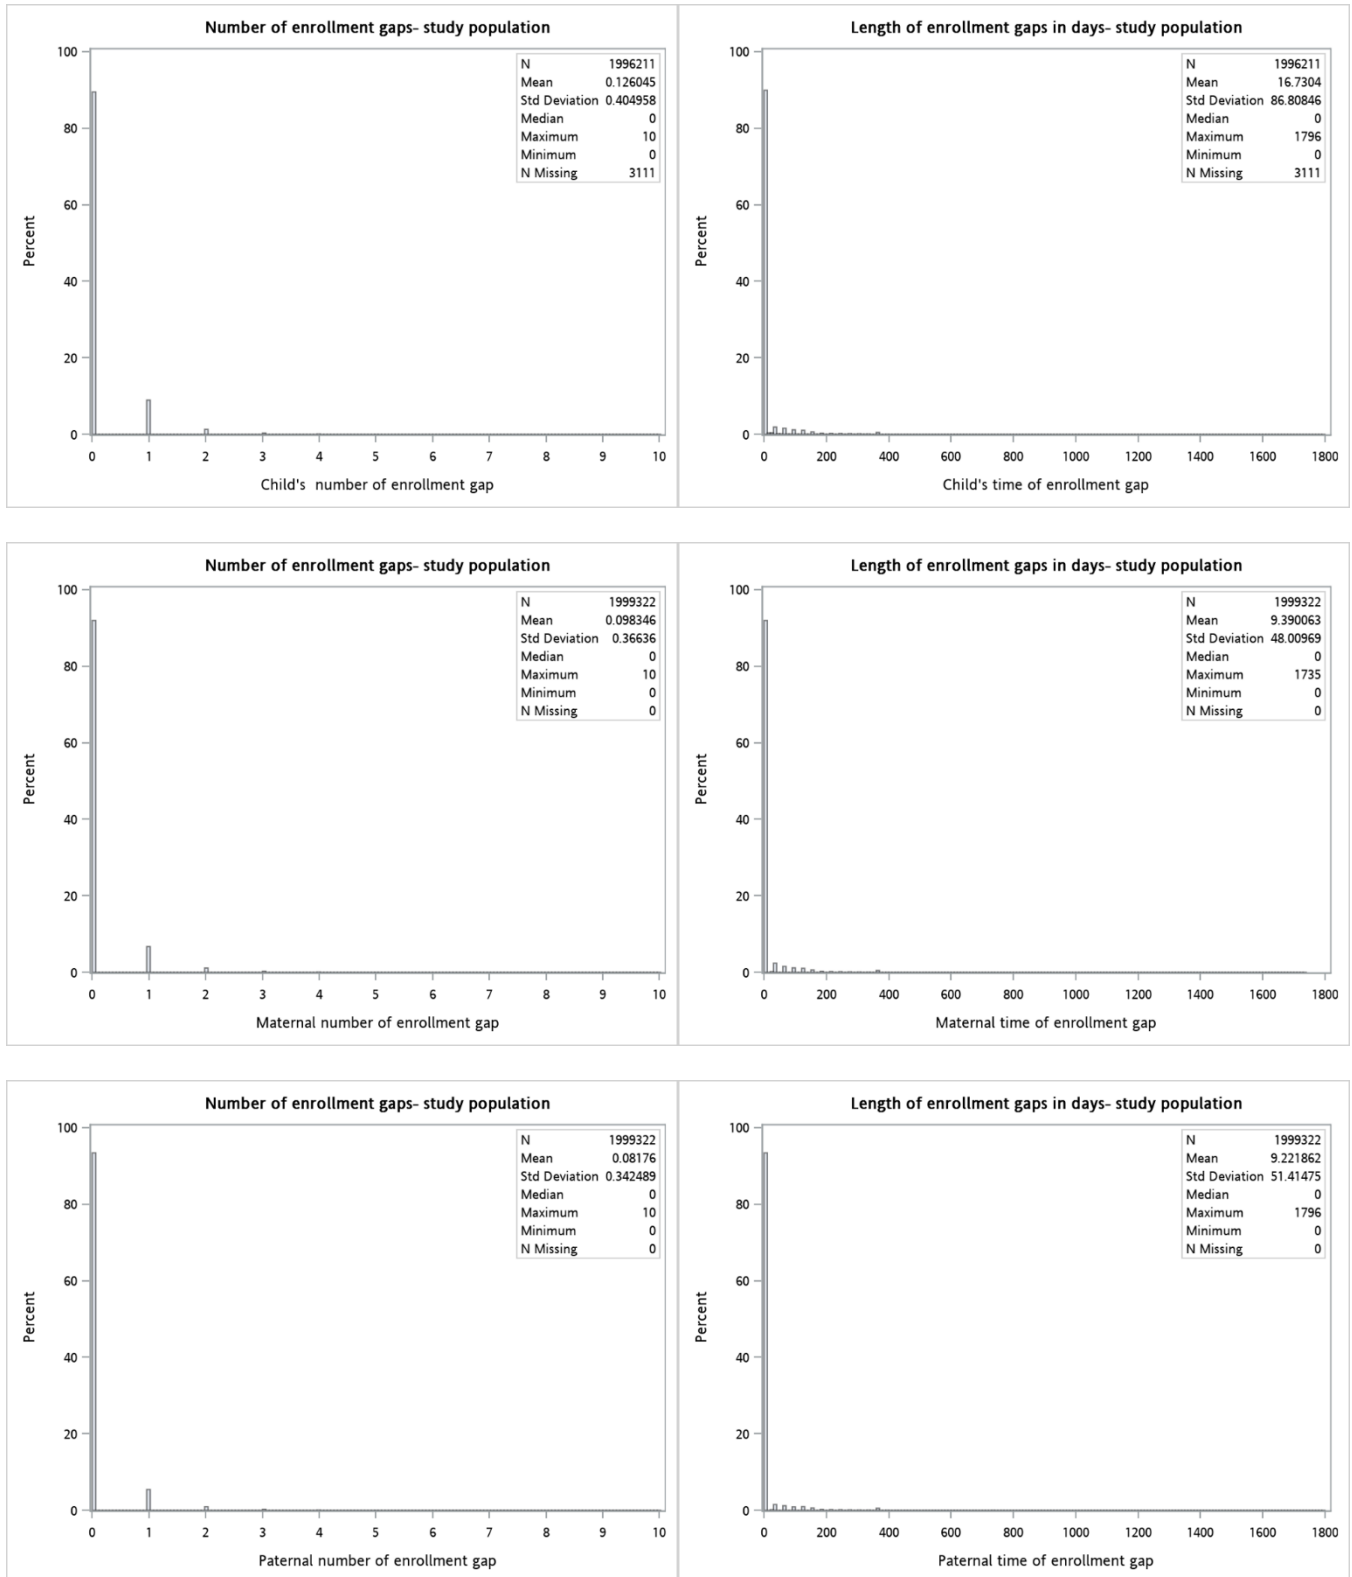 Number of enrollment gaps- study population
N 1996211
Mean 0.126045
Std Deviation 0.404958
Median 0
Maximum 10
Minimum 0
N Missing 3111
Percent
100
80
60
40
20
0
0 1 2 3 4 5 6 7 8 9 10
Child's number of enrollment gap
Length of enrollment gaps in days- study population
N 1996211
Mean 16.7304
Std Deviation 86.80846
Median 0
Maximum 1796
Minimum 0
N Missing 3111
Percent
100
80
60
40
20
0
0 200 400 600 800 1000 1200 1400 1600 1800
Child's time of enrollment gap
Number of enrollment gaps- study population
N 1999322
Mean 0.098346
Std Deviation 0.36636
Median 0
Maximum 10
Minimum 0
N Missing 0
Percent
100
80
60
40
20
0
0 1 2 3 4 5 6 7 8 9 10
Maternal number of enrollment gap
Length of enrollment gaps in days- study population
N 1999322
Mean 9.390063
Std Deviation 48.00969
Median 0
Maximum 1735
Minimum 0
N Missing 0
Percent
100
80
60
40
20
0
0 200 400 600 800 1000 1200 1400 1600 1800
Maternal time of enrollment gap
Number of enrollment gaps- study population
N 1999322
Mean 0.08176
Std Deviation 0.342489
Median 0
Maximum 10
Minimum 0
N Missing 0
Percent
100
80
60
40
20
0
0 1 2 3 4 5 6 7 8 9 10
Paternal number of enrollment gap
Length of enrollment gaps in days- study population
N 1999322
Mean 9.221862
Std Deviation 51.41475
Median 0
Maximum 1796
Minimum 0
N Missing 0
Percent
100
80
60
40
20
0
0 200 400 600 800 1000 1200 1400 1600 1800
Paternal time of enrollment gap